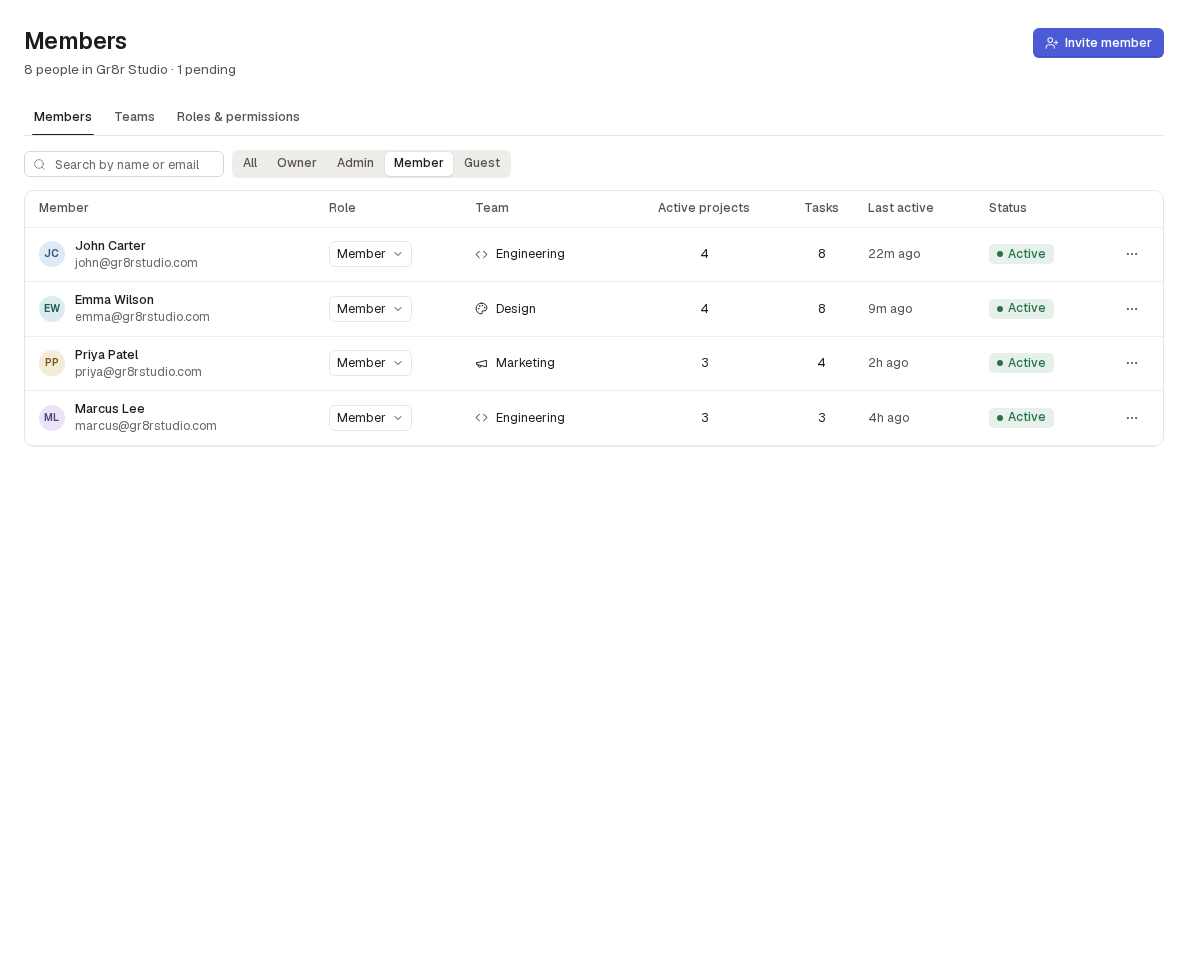 Members
Invite member
8 people in Gr8r Studio · 1 pending
Members Teams Roles & permissions
Search by name or email All Owner Admin Member Guest
Member Role Team Active projects Tasks Last active Status
JC John Carter john@gr8rstudio.com Member Engineering 4 8 22m ago Active
EW Emma Wilson emma@gr8rstudio.com Member Design 4 8 9m ago Active
PP Priya Patel priya@gr8rstudio.com Member Marketing 3 4 2h ago Active
ML Marcus Lee marcus@gr8rstudio.com Member Engineering 3 3 4h ago Active